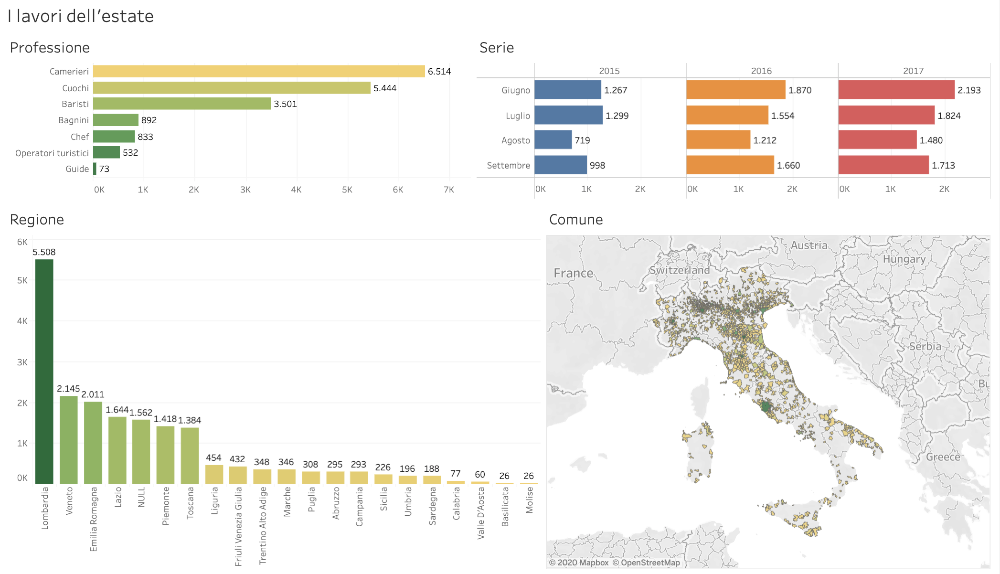 I lavori dell'estate
Professione
Camerieri 6.514
Cuochi 5.444
Baristi 3.501
Bagnini 892
Chef 833
Operatori turistici 532
Guide 73
0K 1K 2K 3K 4K 5K 6K 7K
Serie
2015 2016 2017
Giugno 1.267 1.870 2.193
Luglio 1.299 1.554 1.824
Agosto 719 1.212 1.480
Settembre 998 1.660 1.713
0K 1K 2K 0K 1K 2K 0K 1K 2K
Regione
6K
5K
4K
3K
2K
1K
0K
5.508 2.145 2.011 1.644 1.562 1.418 1.384 454 432 348 346 308 295 293 226 196 188 77 60 26 26
Lombardia
Veneto
Emilia Romagna
Lazio
NULL
Piemonte
Toscana
Liguria
Friuli Venezia Giulia
Trentino Alto Adige
Marche
Puglia
Abruzzo
Campania
Sicilia
Umbria
Sardegna
Calabria
Valle D'Aosta
Basilicata
Molise
Comune
Austria
Hungary
Switzerland
France
Serbia
Bu
Greece
© 2020 Mapbox © OpenStreetMap